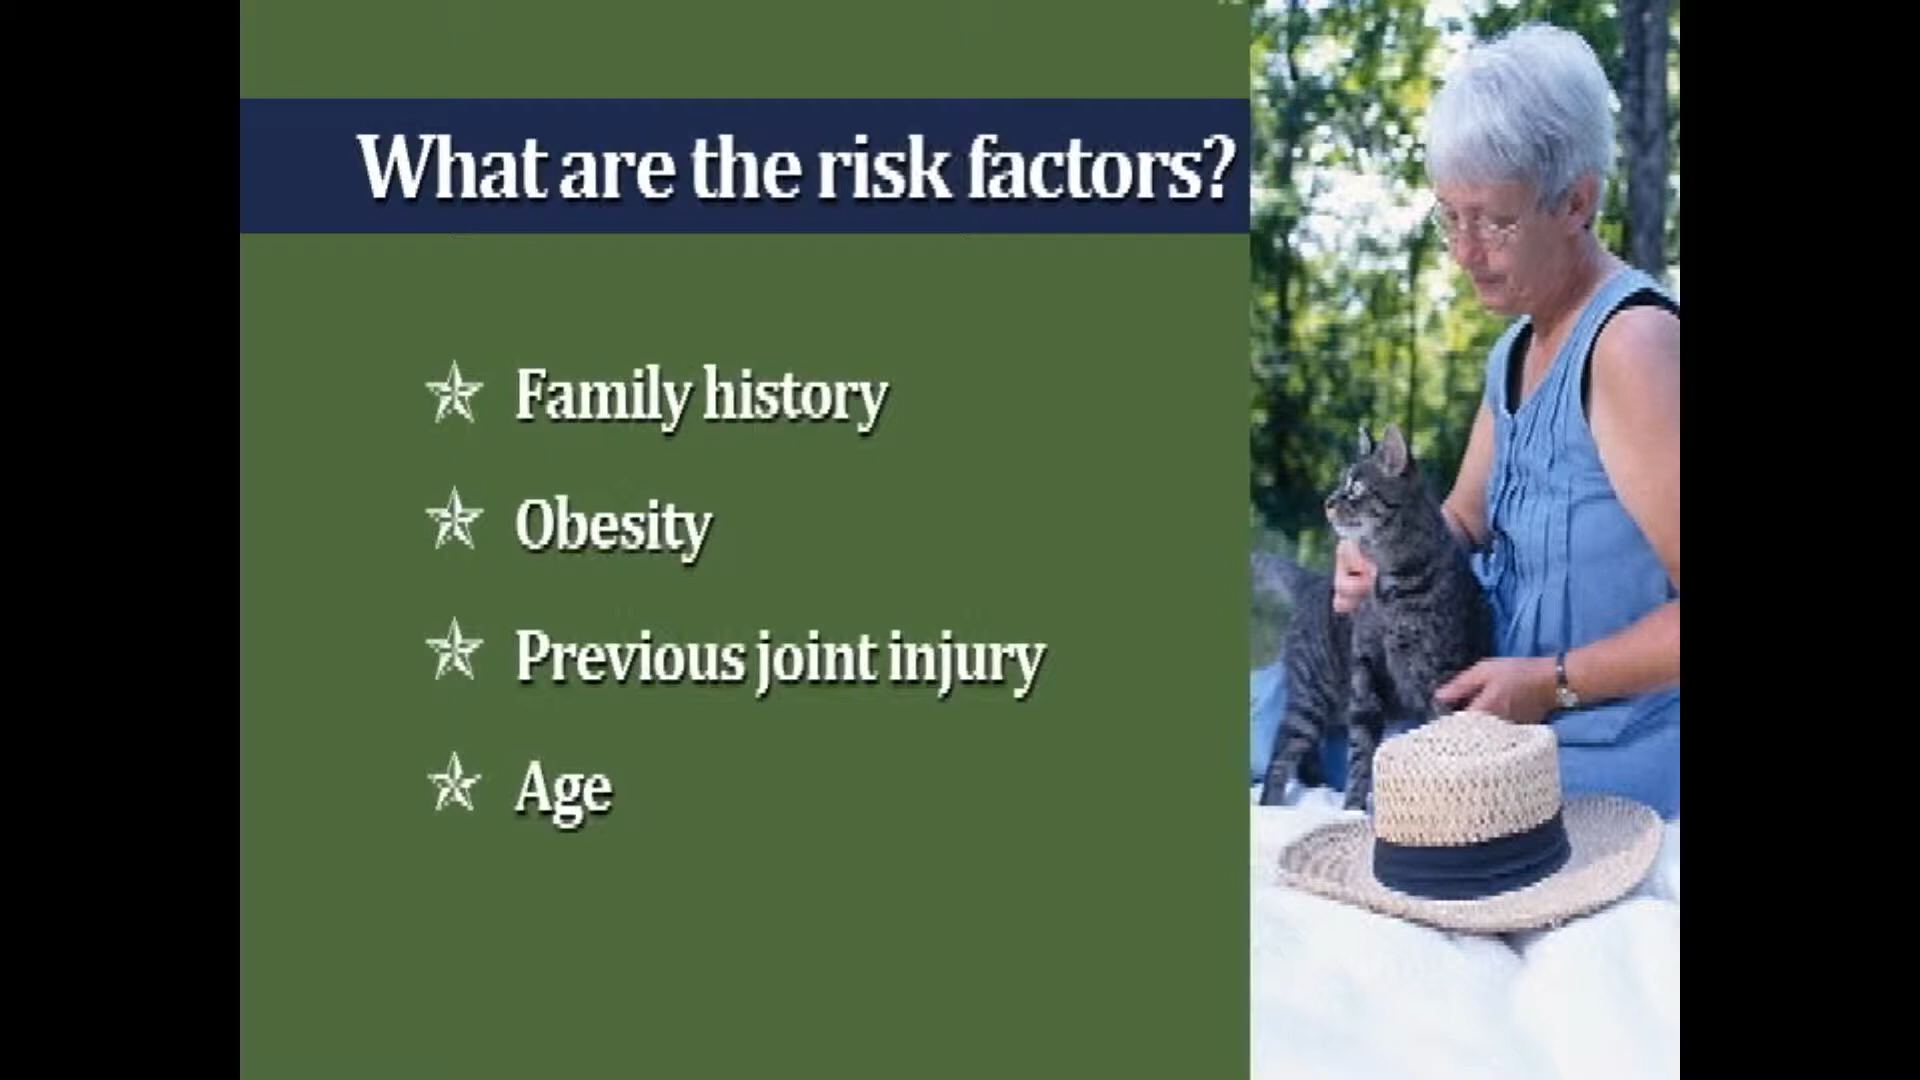 What are the risk factors?
Family history
Obesity
Previous joint injury
Age